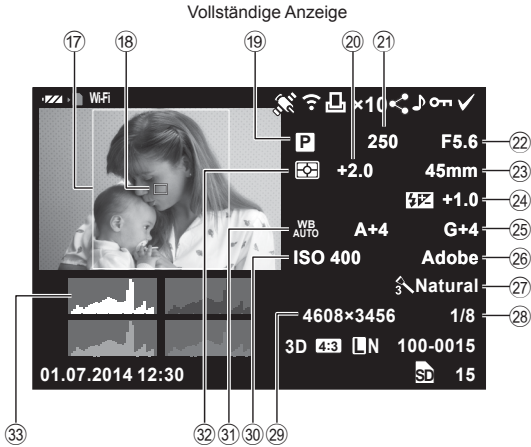 Vollständige Anzeige
⑰ ⑱ ⑲ ⑳ ㉑
Wi-Fi ×10
P 250 F5.6 ㉒
+2.0 45mm ㉓
+1.0 ㉔
WB AUTO A+4 G+4 ㉕
ISO 400 Adobe ㉖
3 Natural ㉗
4608×3456 1/8 ㉘
3D 4:3 L N 100-0015
01.07.2014 12:30 SD 15
㉝ ㉜ ㉛ ㉚ ㉙